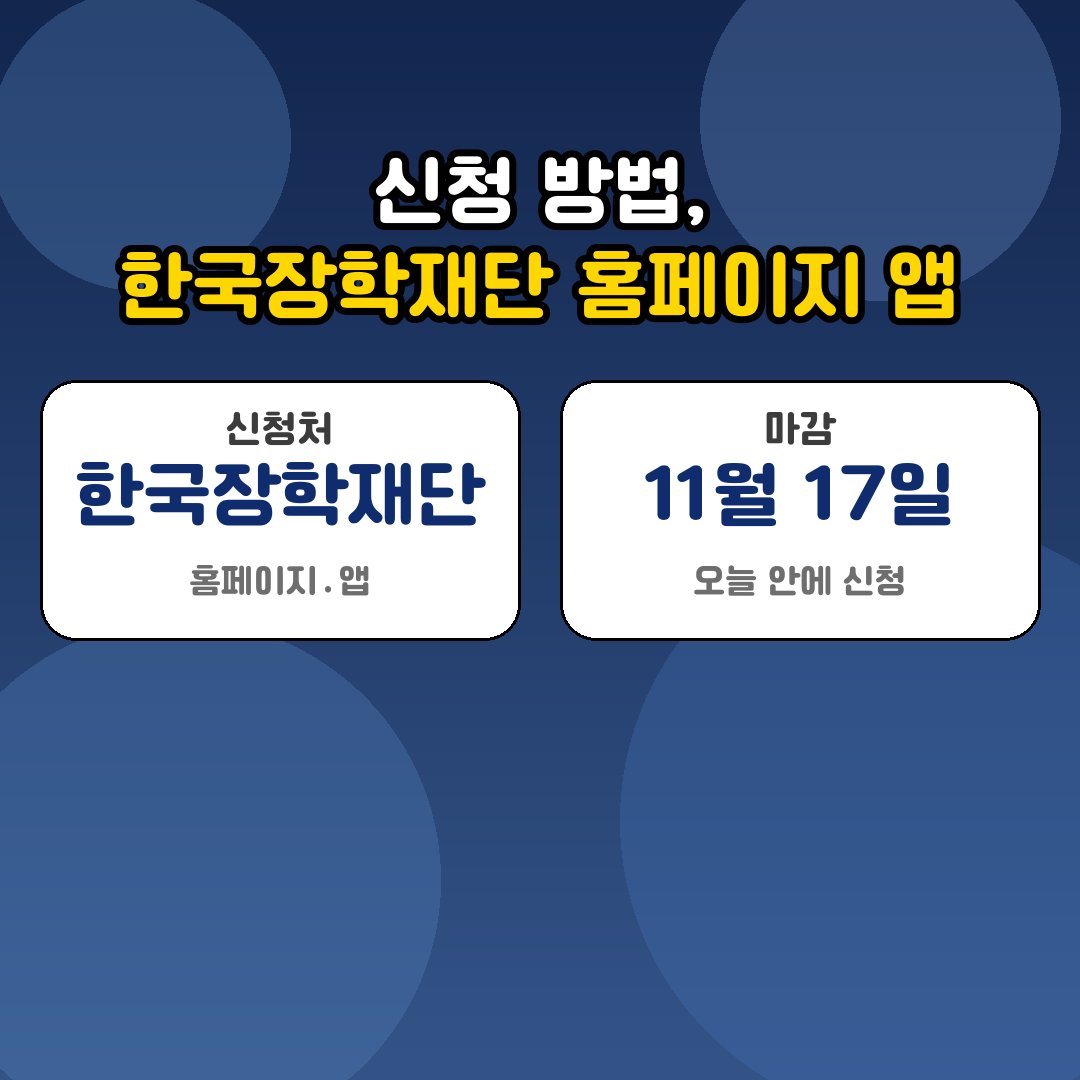 신청 방법,
한국장학재단 홈페이지 앱
신청처
한국장학재단
홈페이지·앱
마감
11월 17일
오늘 안에 신청